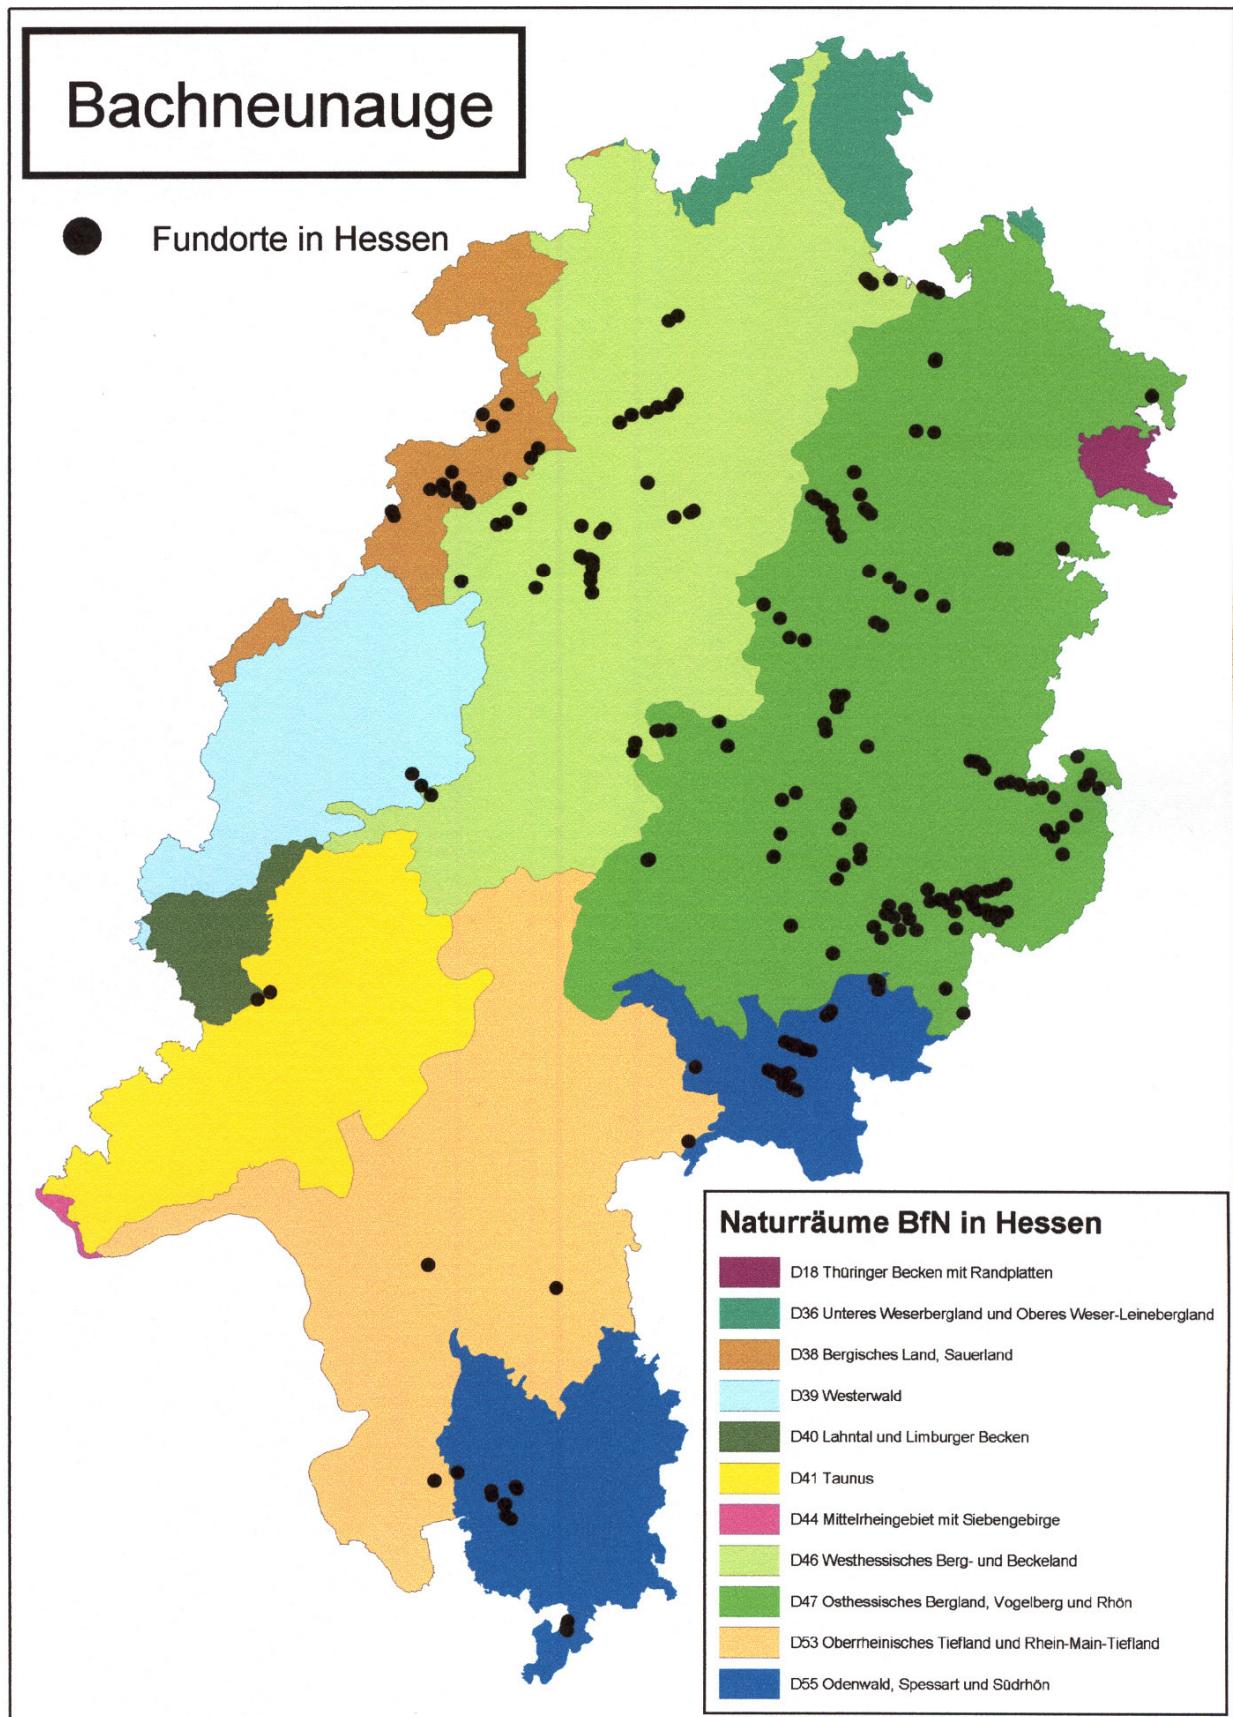 Bachneunauge
Fundorte in Hessen
Naturräume BfN in Hessen
D18 Thüringer Becken mit Randplatten
D36 Unteres Weserbergland und Oberes Weser-Leinebergland
D38 Bergisches Land, Sauerland
D39 Westerwald
D40 Lahntal und Limburger Becken
D41 Taunus
D44 Mittelrheingebiet mit Siebengebirge
D46 Westhessisches Berg- und Beckeland
D47 Osthessisches Bergland, Vogelberg und Rhön
D53 Oberrheinisches Tiefland und Rhein-Main-Tiefland
D55 Odenwald, Spessart und Südrhön